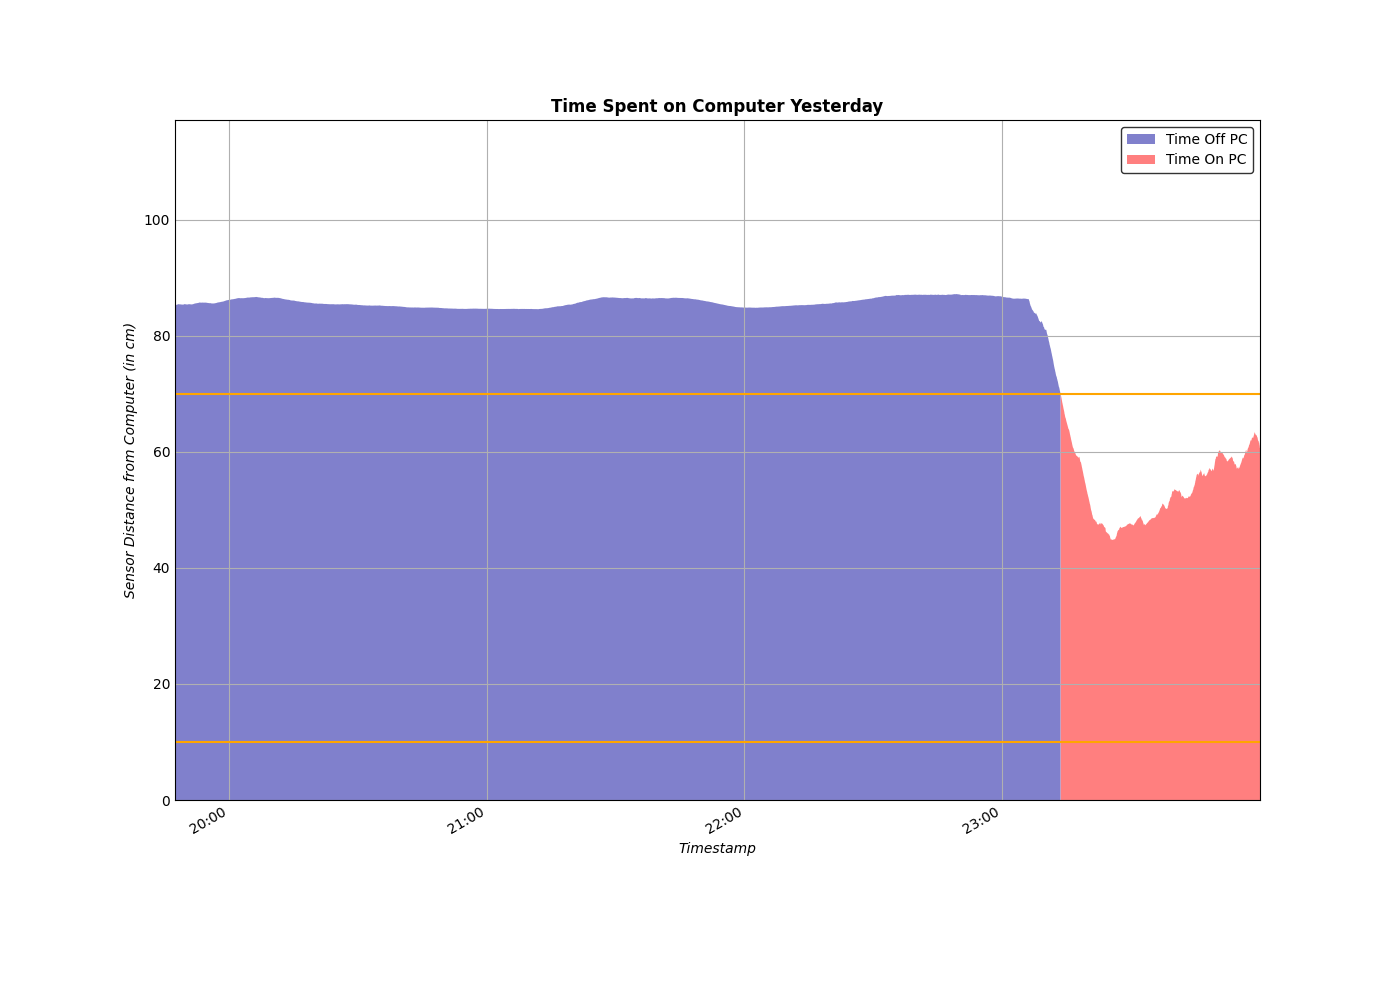 Time Spent on Computer Yesterday
Time Off PC
Time On PC
Sensor Distance from Computer (in cm)
100
80
60
40
20
0
20:00
21:00
22:00
23:00
Timestamp